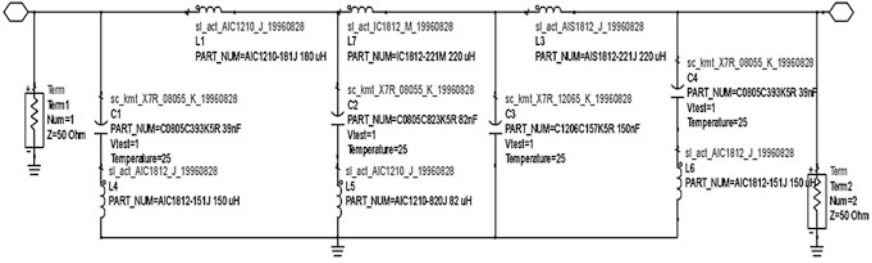 sl_act_AIC1210_J_19960828
L1
PART_NUM=AIC1210-181J 180 uH
sl_act_IC1812_M_19960828
L7
PART_NUM=IC1812-221M 220 uH
sl_act_AIS1812_J_19960828
L3
PART_NUM=AIS1812-221J 220 uH
sc_kmt_X7R_08055_K_19960828
C4
PART_NUM=C0805C393K5R 39nF
Vtest=1
Temperature=25
Term
Term1
Num=1
Z=50 Ohm
sc_kmt_X7R_08055_K_19960828
C1
PART_NUM=C0805C393K5R 39nF
Vtest=1
Temperature=25
sc_kmt_X7R_08055_K_19960828
C2
PART_NUM=C0805C823K5R 82nF
Vtest=1
Temperature=25
sc_kmt_X7R_12065_K_19960828
C3
PART_NUM=C1206C157K5R 150nF
Vtest=1
Temperature=25
sl_act_AIC1812_J_19960828
L4
PART_NUM=AIC1812-151J 150 uH
sl_act_AIC1210_J_19960828
L5
PART_NUM=AIC1210-820J 82 uH
sl_act_AIC1812_J_19960828
L6
PART_NUM=AIC1812-151J 150 uH
Term
Term2
Num=2
Z=50 Ohm